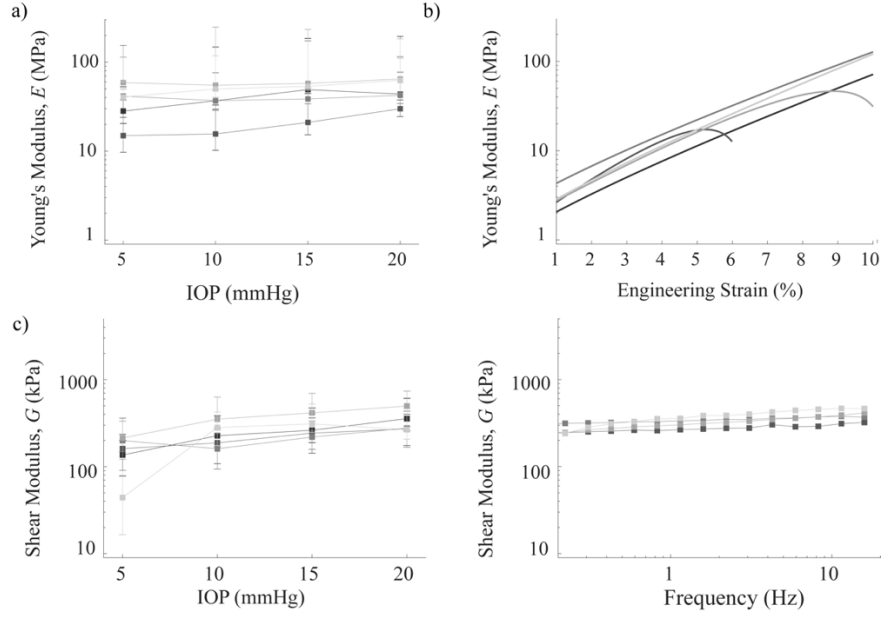 a)
Young's Modulus, E (MPa)
100
10
1
5
10
15
20
IOP (mmHg)
b)
Young's Modulus, E (MPa)
100
10
1
1
2
3
4
5
6
7
8
9
10
Engineering Strain (%)
c)
Shear Modulus, G (kPa)
1000
100
10
5
10
15
20
IOP (mmHg)
Shear Modulus, G (kPa)
1000
100
10
1
10
Frequency (Hz)